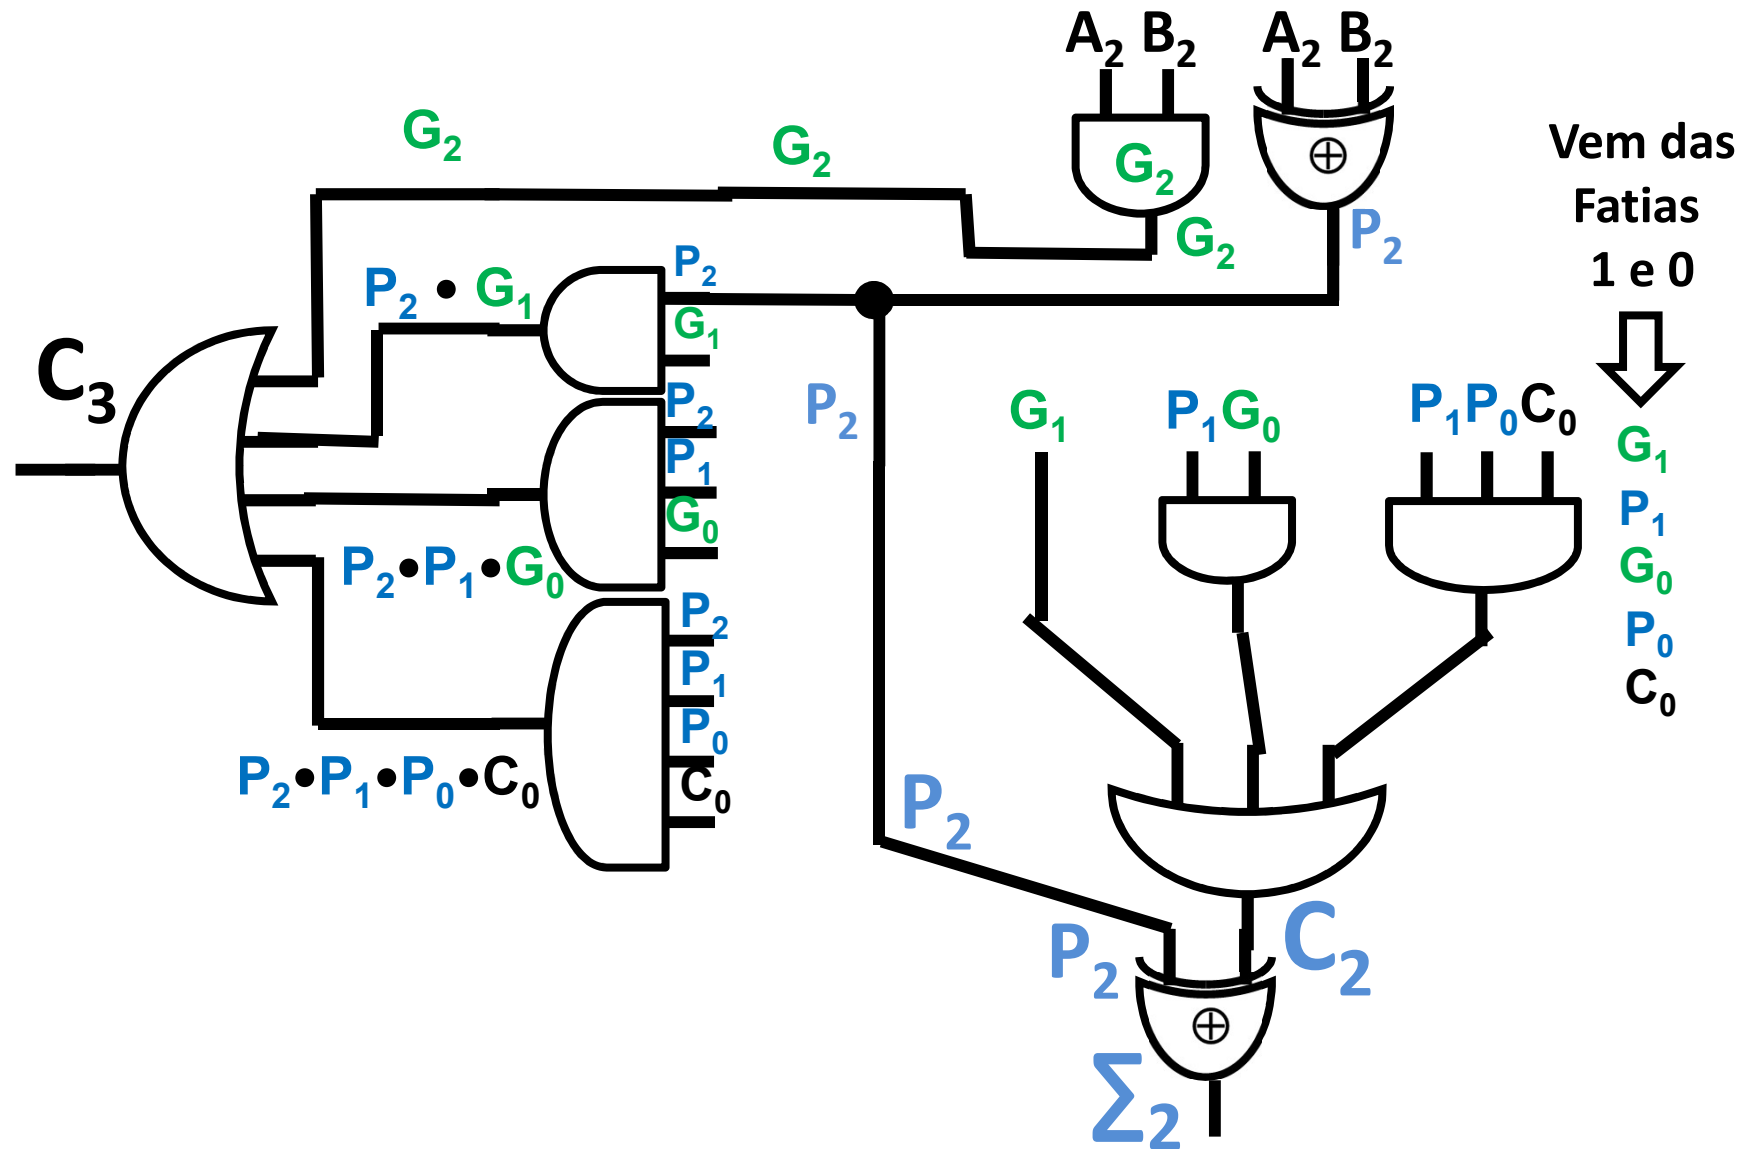 A₂ B₂ A₂ B₂
G₂ G₂ G₂
Vem das
Fatias
1 e 0
P₂
G₂
P₂
P₂ • G₁
G₁
C₃
P₂
P₂
G₁
P₁G₀
P₁P₀C₀
G₁
P₁
P₁
G₀
G₀
P₂•P₁•G₀
P₂
P₀
P₁
C₀
P₀
P₂•P₁•P₀•C₀
C₀
P₂
P₂
C₂
⊕
⊕
∑₂